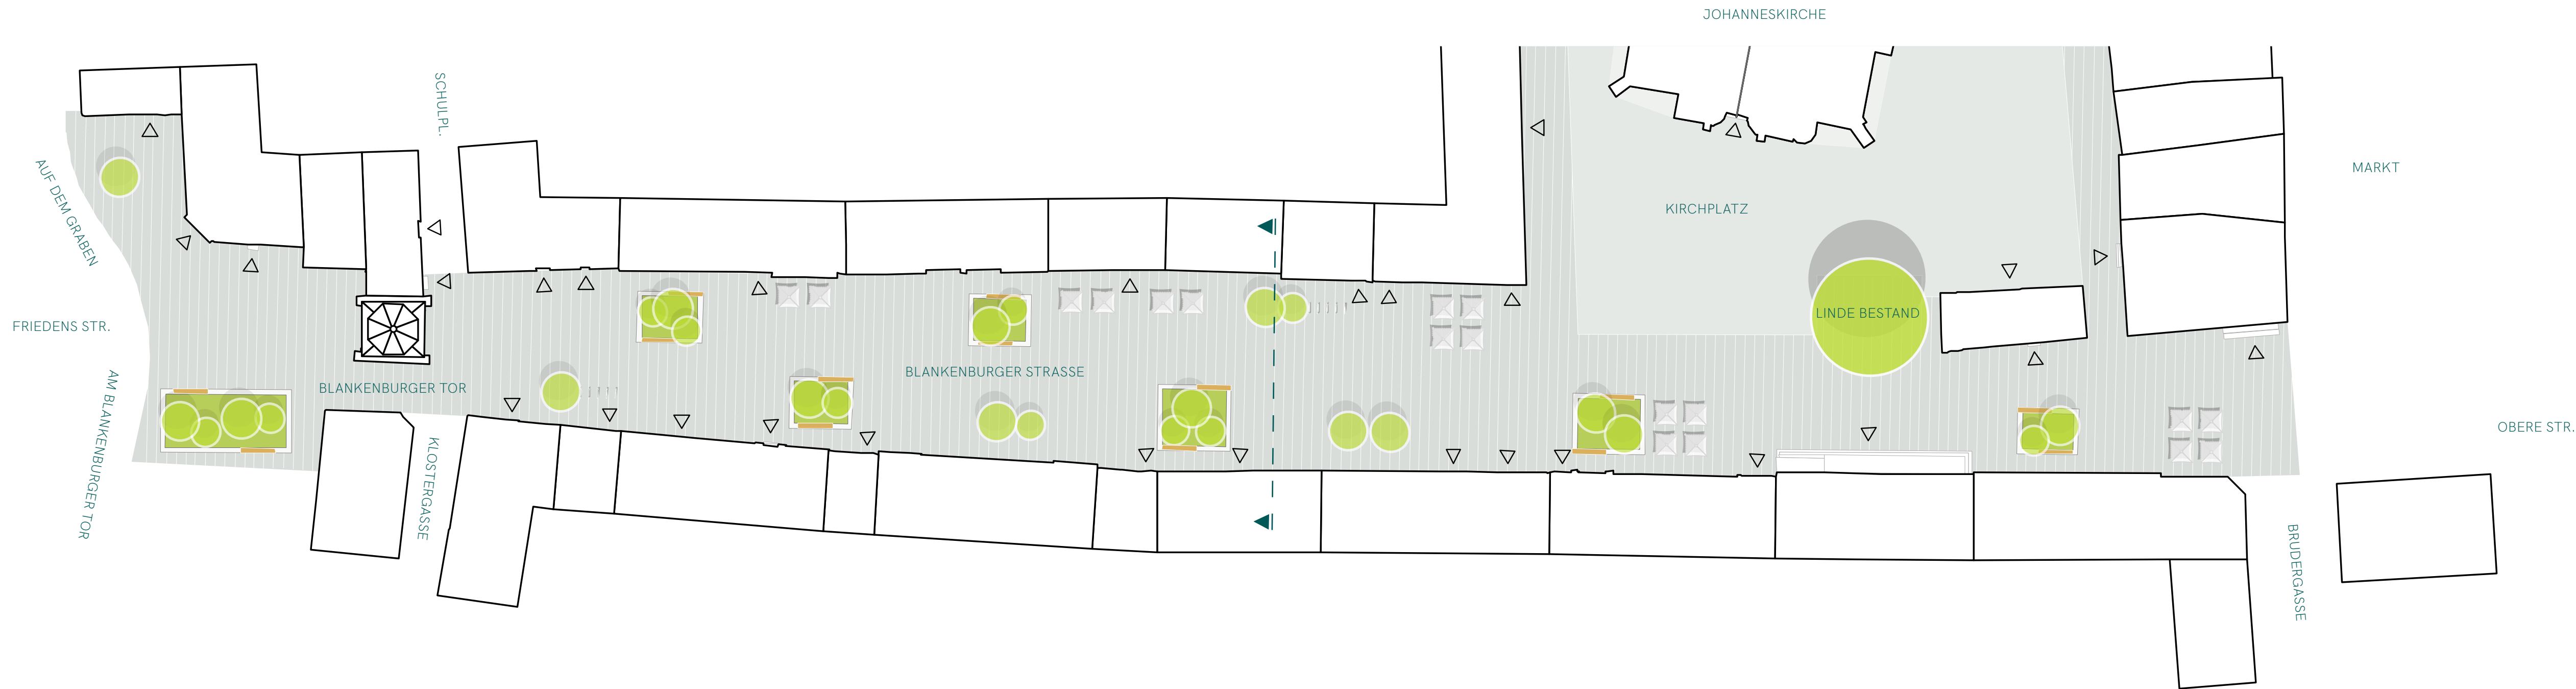 JOHANNESKIRCHE
SCHULPL.
AUF DEM GRABEN
MARKT
KIRCHPLATZ
LINDE BESTAND
FRIEDENS STR.
BLANKENBURGER STRASSE
BLANKENBURGER TOR
AM BLANKENBURGER TOR
KLOSTERGASSE
OBERE STR.
BRUDERGASSE